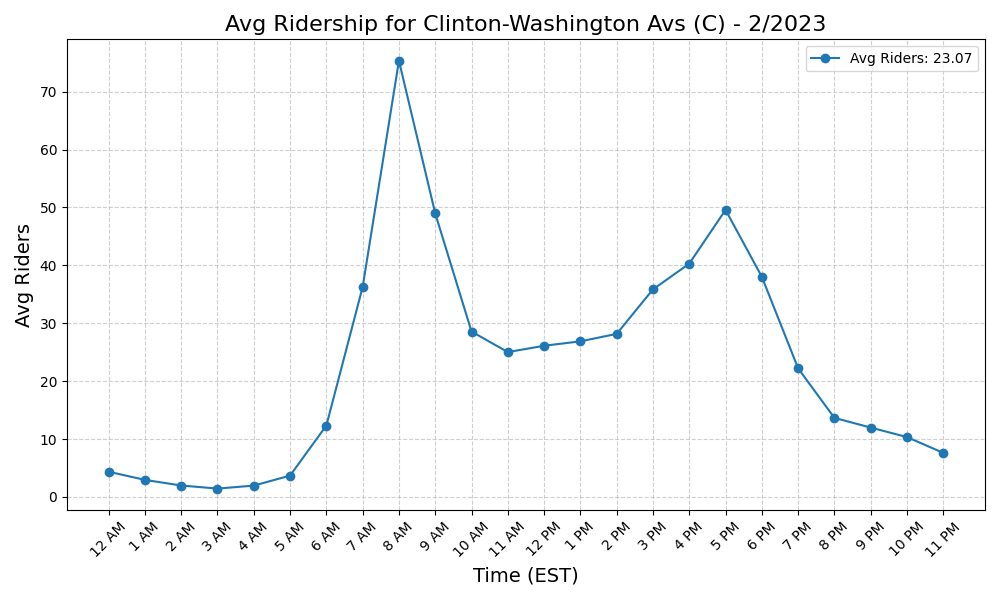 Avg Ridership for Clinton-Washington Avs (C) - 2/2023
Avg Riders: 23.07
Avg Riders
70
60
50
40
30
20
10
0
12 AM
1 AM
2 AM
3 AM
4 AM
5 AM
6 AM
7 AM
8 AM
9 AM
10 AM
11 AM
12 PM
1 PM
2 PM
3 PM
4 PM
5 PM
6 PM
7 PM
8 PM
9 PM
10 PM
11 PM
Time (EST)